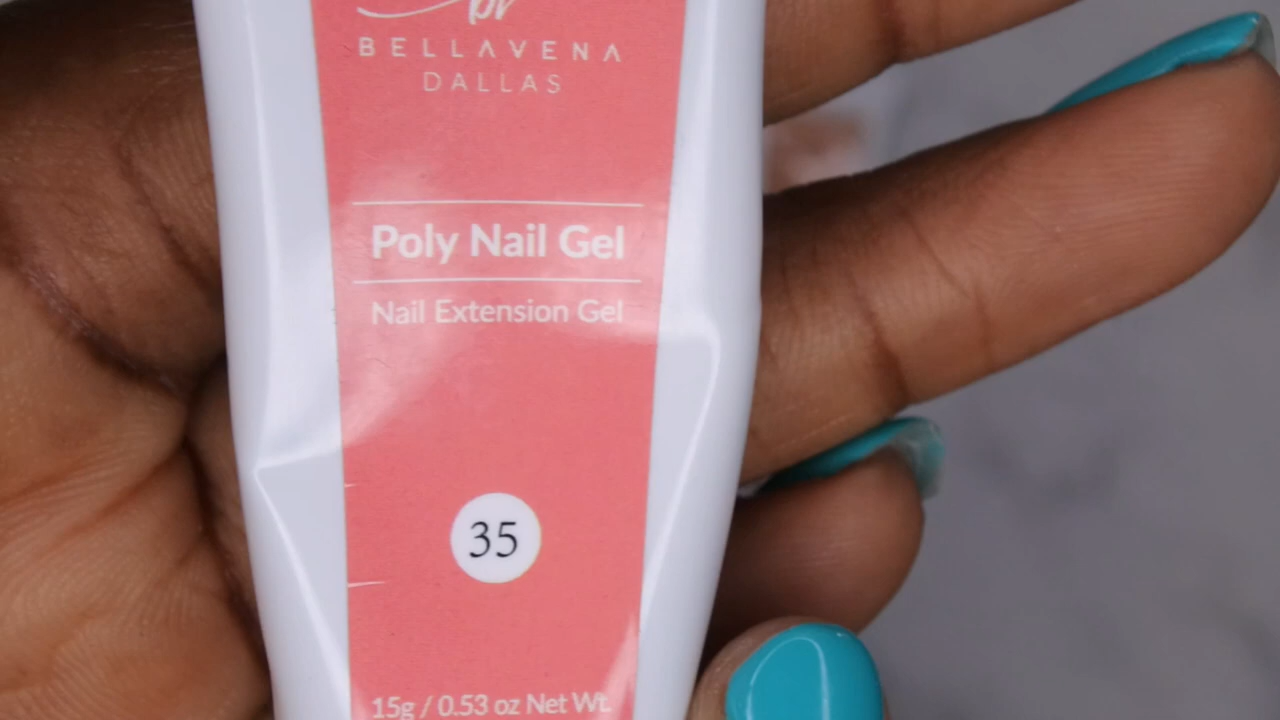 BELLAVENA
DALLAS
Poly Nail Gel
Nail Extension Gel
35
15g / 0.53 oz Net Wt.